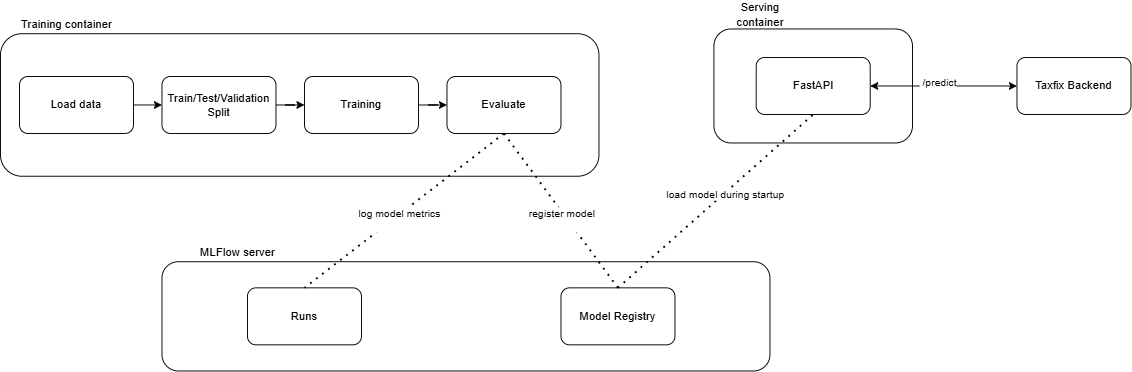 Training container
Serving
container
Load data
Train/Test/Validation
Split
Training
Evaluate
FastAPI
/predict
Taxfix Backend
log model metrics
register model
load model during startup
MLFlow server
Runs
Model Registry